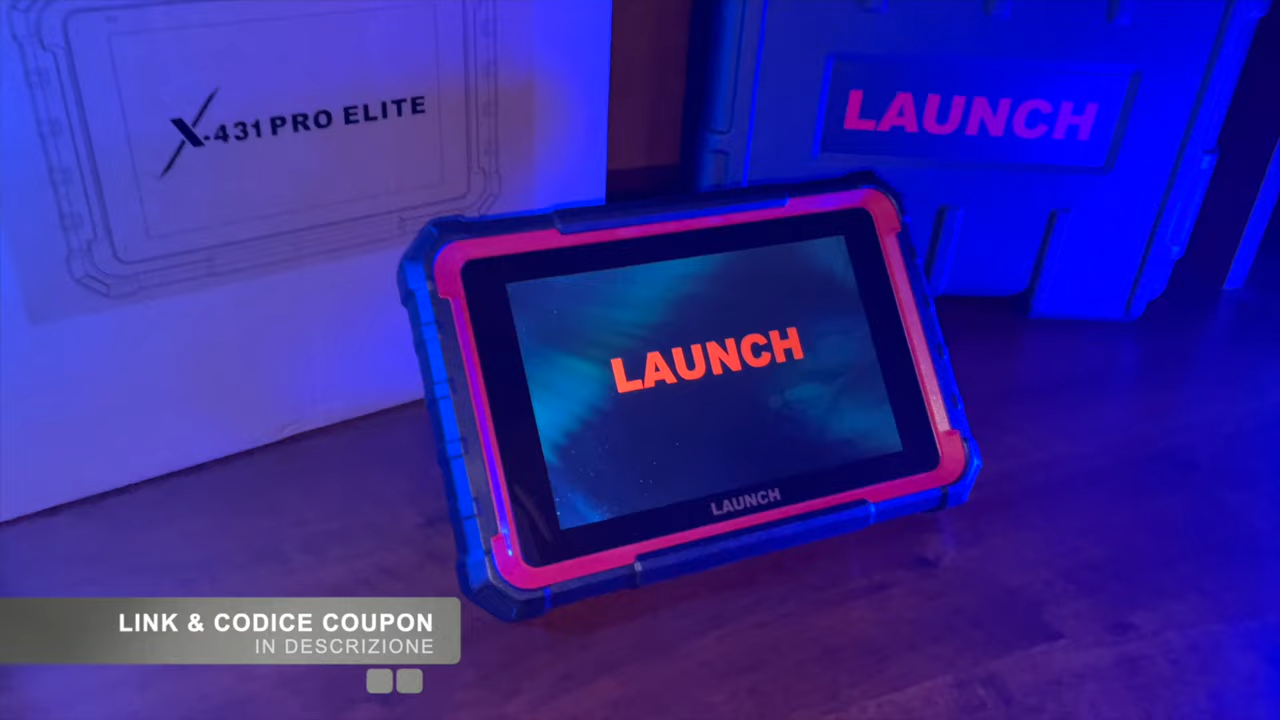 X-431 PRO ELITE
LAUNCH
LAUNCH
LAUNCH
LINK & CODICE COUPON
IN DESCRIZIONE